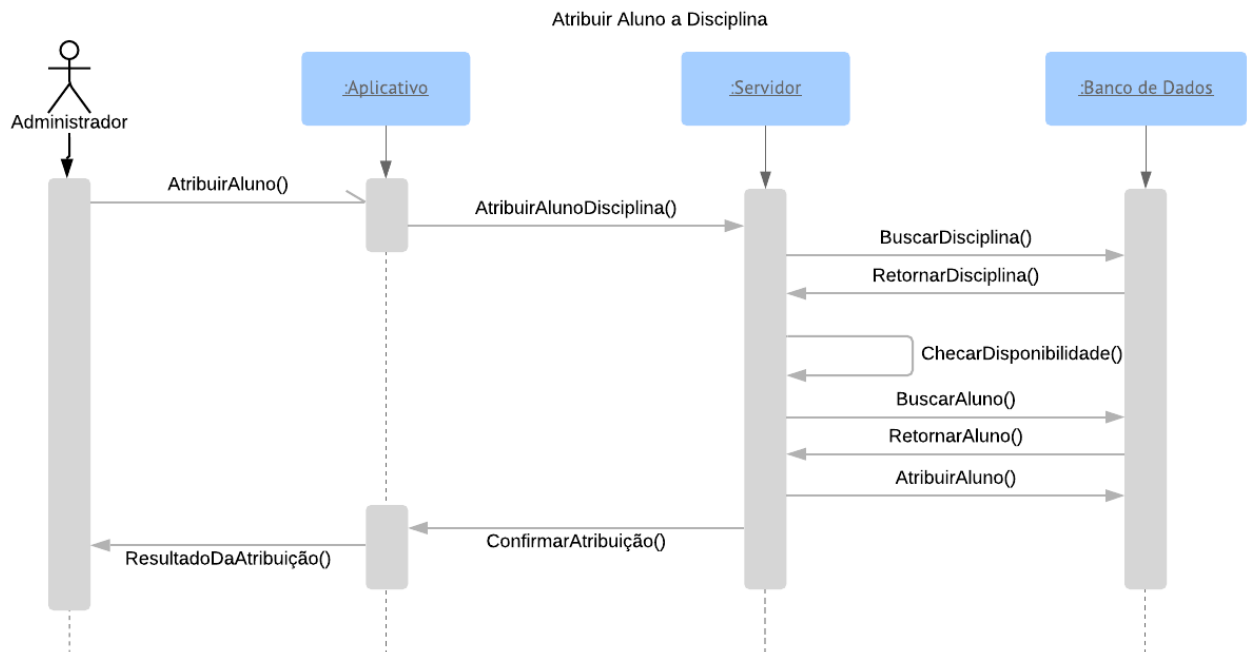 Atribuir Aluno a Disciplina
Administrador
:Aplicativo
:Servidor
:Banco de Dados
AtribuirAluno()
AtribuirAlunoDisciplina()
BuscarDisciplina()
RetornarDisciplina()
ChecarDisponibilidade()
BuscarAluno()
RetornarAluno()
AtribuirAluno()
ConfirmarAtribuição()
ResultadoDaAtribuição()